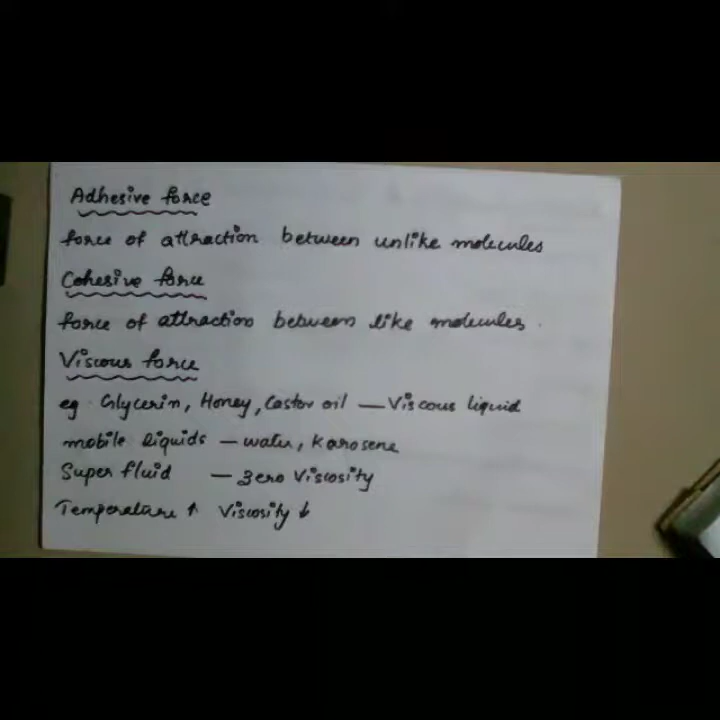 Adhesive force
force of attraction between unlike molecules
Cohesive force
force of attraction between like molecules.
Viscous force
eg Glycerin, Honey, Castor oil — Viscous liquid
mobile liquids — water, Karosene
Super fluid — zero Viscosity
Temperature ↑ Viscosity ↓